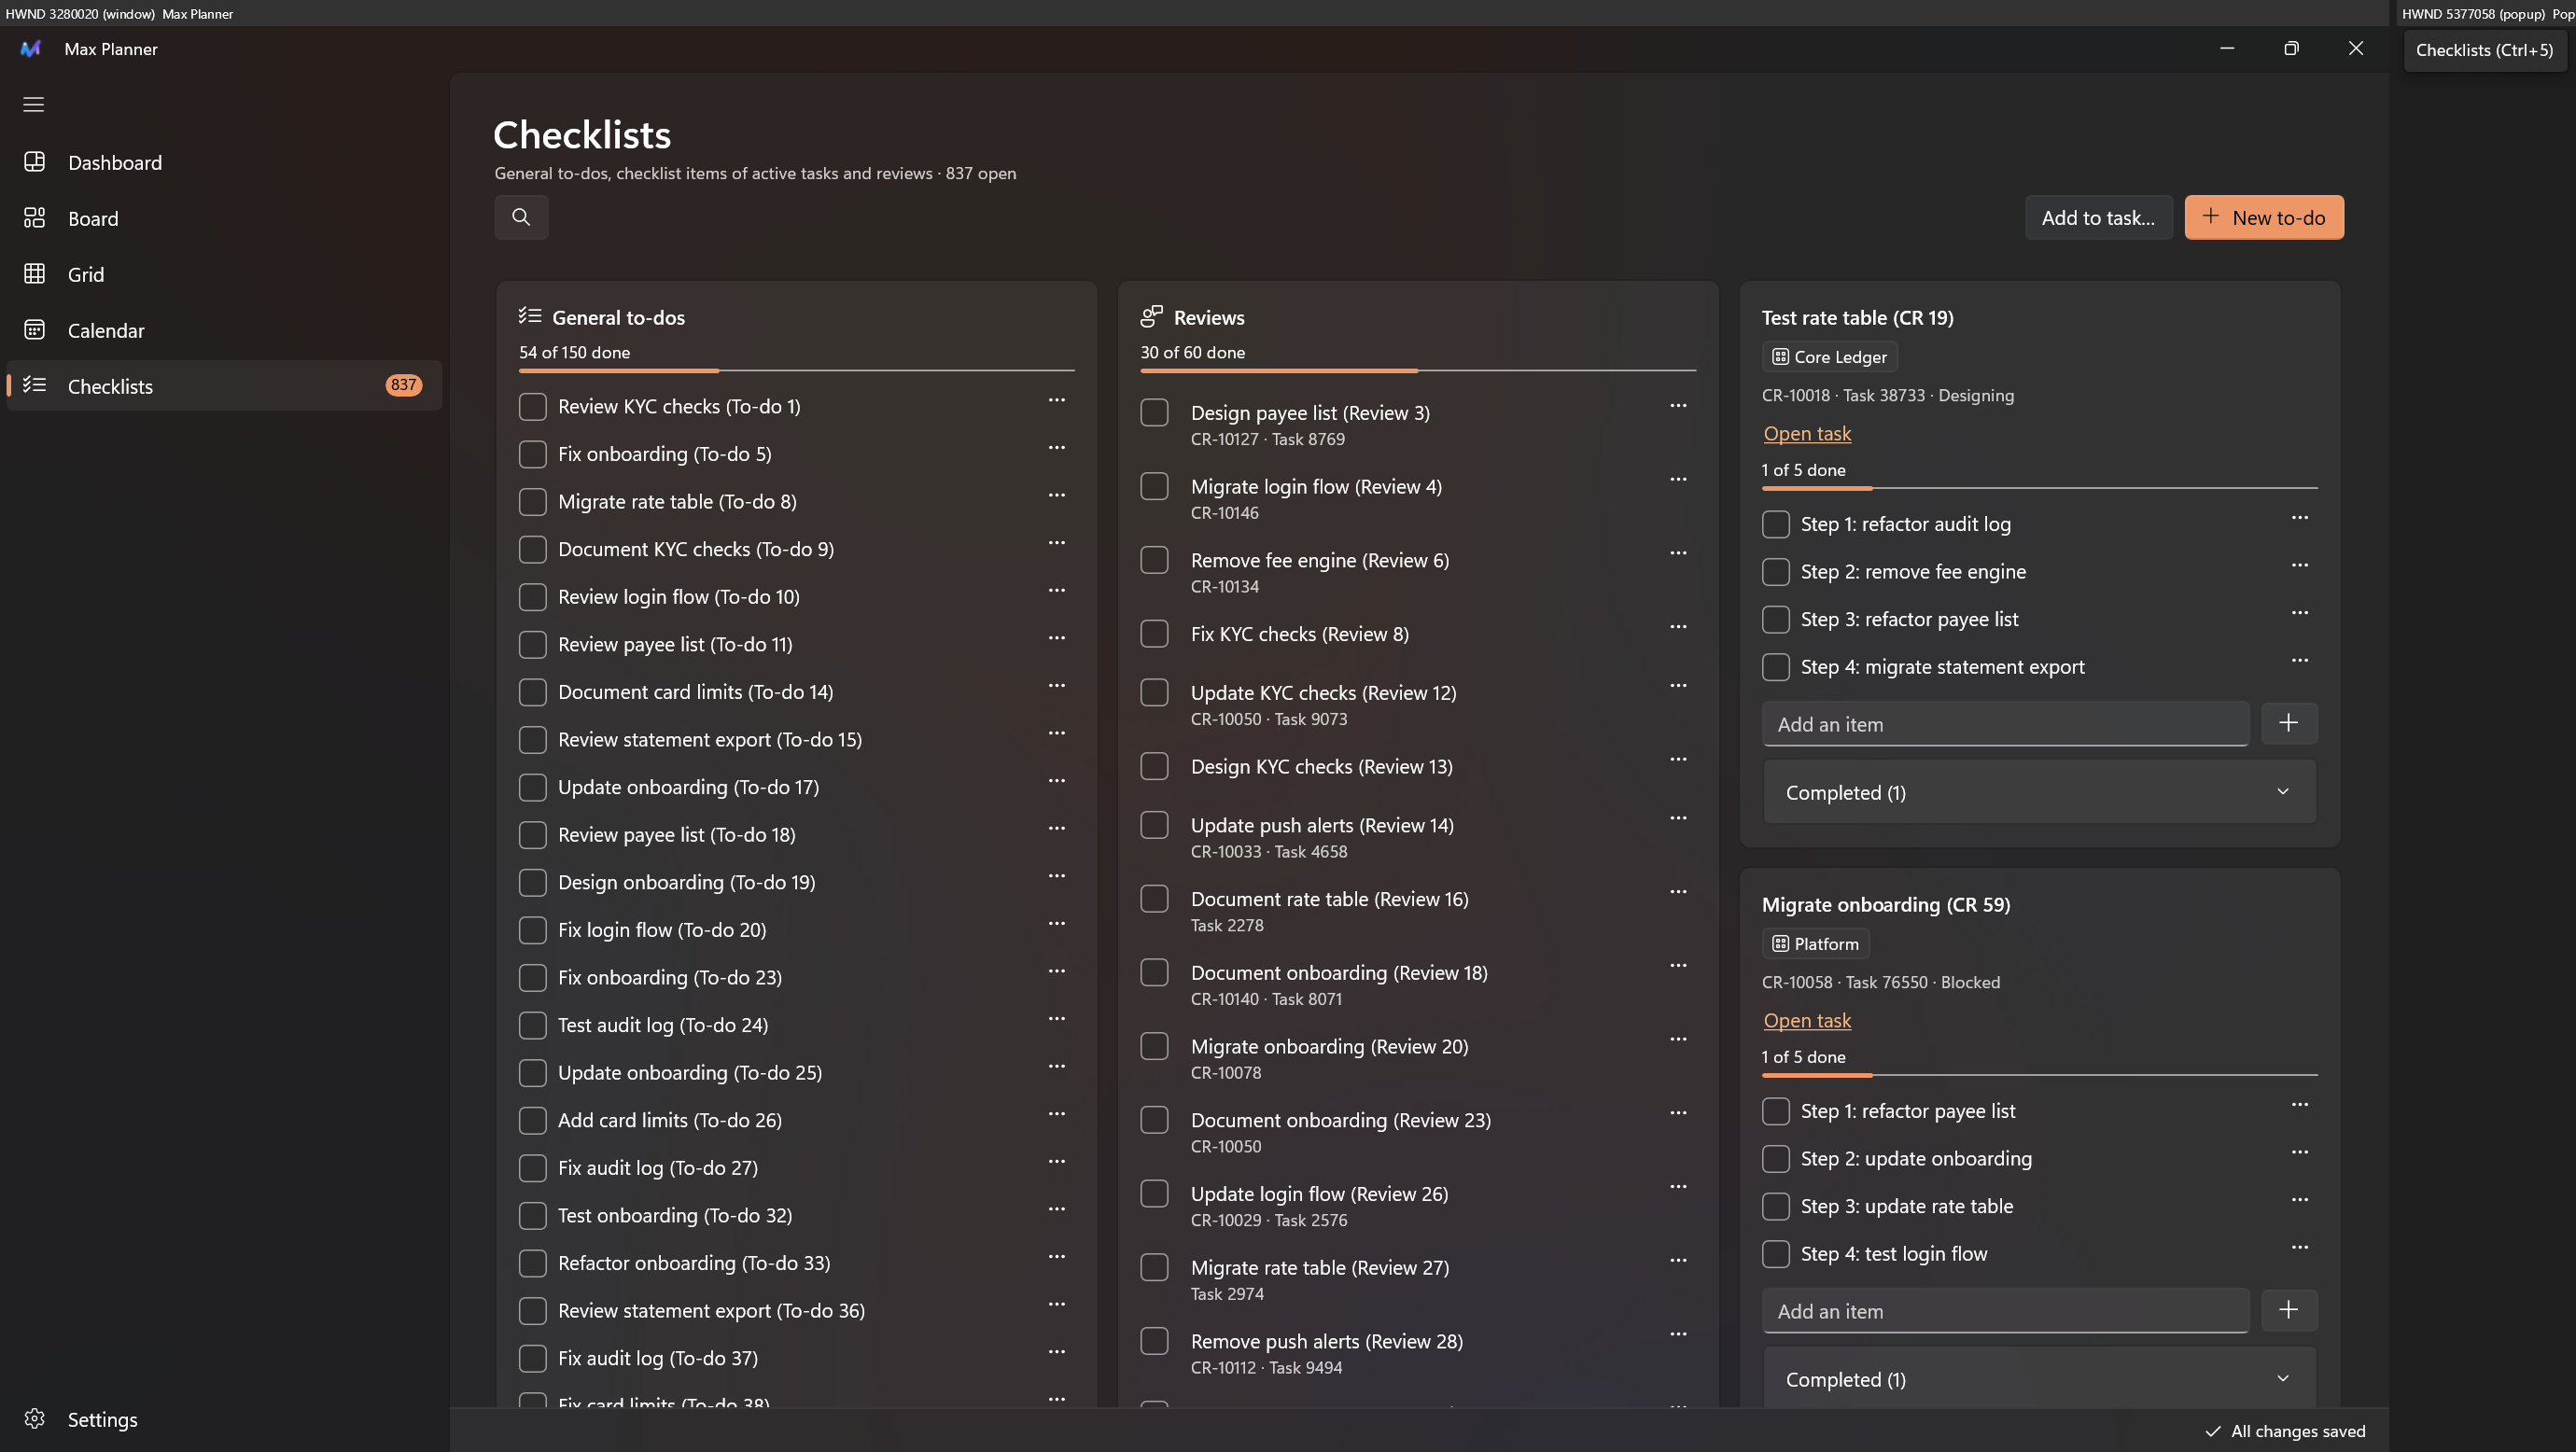 HWND 3280020 (window) Max Planner
HWND 5377058 (popup) Pop
Max Planner
Checklists (Ctrl+5)
Dashboard
Board
Grid
Calendar
Checklists
837
Settings
Checklists
General to-dos, checklist items of active tasks and reviews · 837 open
Add to task...
New to-do
General to-dos
54 of 150 done
Review KYC checks (To-do 1)
Fix onboarding (To-do 5)
Migrate rate table (To-do 8)
Document KYC checks (To-do 9)
Review login flow (To-do 10)
Review payee list (To-do 11)
Document card limits (To-do 14)
Review statement export (To-do 15)
Update onboarding (To-do 17)
Review payee list (To-do 18)
Design onboarding (To-do 19)
Fix login flow (To-do 20)
Fix onboarding (To-do 23)
Test audit log (To-do 24)
Update onboarding (To-do 25)
Add card limits (To-do 26)
Fix audit log (To-do 27)
Test onboarding (To-do 32)
Refactor onboarding (To-do 33)
Review statement export (To-do 36)
Fix audit log (To-do 37)
Fix card limits (To-do 38)
Reviews
30 of 60 done
Design payee list (Review 3)
CR-10127 · Task 8769
Migrate login flow (Review 4)
CR-10146
Remove fee engine (Review 6)
CR-10134
Fix KYC checks (Review 8)
Update KYC checks (Review 12)
CR-10050 · Task 9073
Design KYC checks (Review 13)
Update push alerts (Review 14)
CR-10033 · Task 4658
Document rate table (Review 16)
Task 2278
Document onboarding (Review 18)
CR-10140 · Task 8071
Migrate onboarding (Review 20)
CR-10078
Document onboarding (Review 23)
CR-10050
Update login flow (Review 26)
CR-10029 · Task 2576
Migrate rate table (Review 27)
Task 2974
Remove push alerts (Review 28)
CR-10112 · Task 9494
Test rate table (CR 19)
Core Ledger
CR-10018 · Task 38733 · Designing
Open task
1 of 5 done
Step 1: refactor audit log
Step 2: remove fee engine
Step 3: refactor payee list
Step 4: migrate statement export
Add an item
Completed (1)
Migrate onboarding (CR 59)
Platform
CR-10058 · Task 76550 · Blocked
Open task
1 of 5 done
Step 1: refactor payee list
Step 2: update onboarding
Step 3: update rate table
Step 4: test login flow
Add an item
Completed (1)
All changes saved